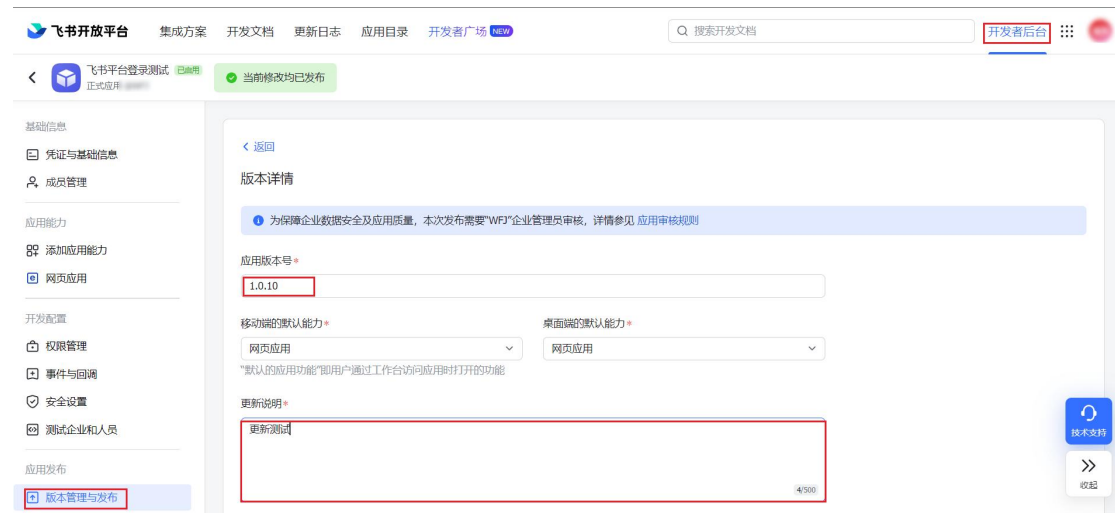 飞书开放平台 集成方案 开发文档 更新日志 应用目录 开发者广场 NEW 搜索开发文档 开发者后台
飞书平台登录测试 已启用
正式应用
当前修改均已发布
基础信息
凭证与基础信息
成员管理
应用能力
添加应用能力
网页应用
开发配置
权限管理
事件与回调
安全设置
测试企业和人员
应用发布
版本管理与发布
返回
版本详情
为保障企业数据安全及应用质量，本次发布需要"WFJ"企业管理员审核，详情参见 应用审核规则
应用版本号*
1.0.10
移动端的默认能力* 桌面端的默认能力*
网页应用 网页应用
"默认的应用功能"即用户通过工作台访问应用时打开的功能
更新说明*
更新测试
4/500
技术支持
收起